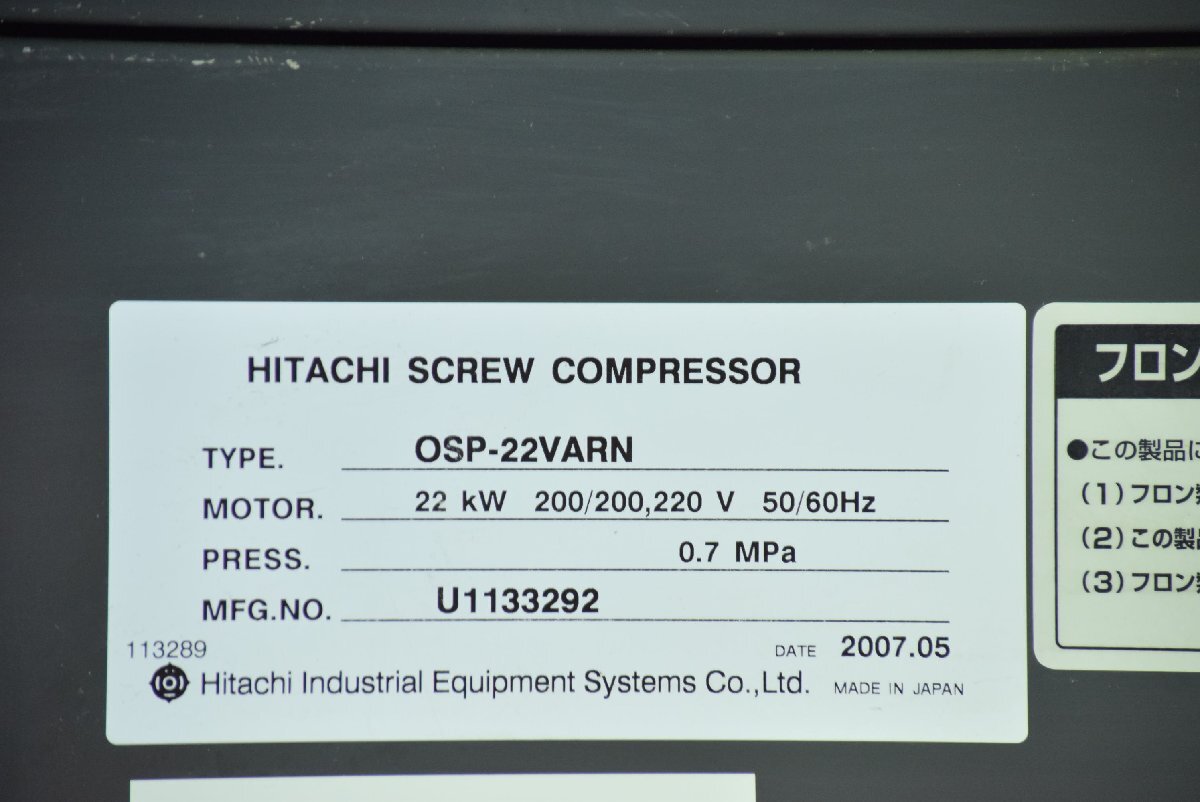 HITACHI SCREW COMPRESSOR
TYPE. OSP-22VARN
MOTOR. 22 kW 200/200,220 V 50/60Hz
PRESS. 0.7 MPa
MFG.NO. U1133292
113289
DATE 2007.05
Hitachi Industrial Equipment Systems Co.,Ltd. MADE IN JAPAN
フロン
●この製品に
(1)フロン類
(2)この製品
(3)フロン類